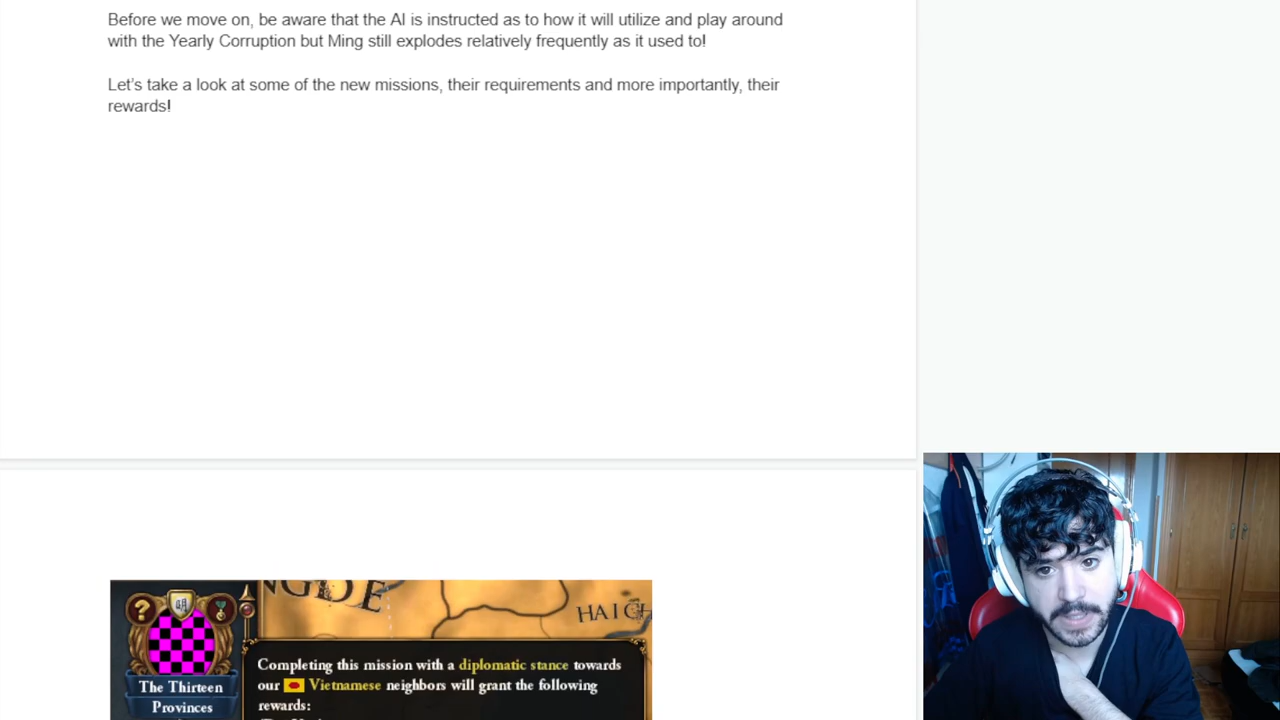 Before we move on, be aware that the AI is instructed as to how it will utilize and play around
with the Yearly Corruption but Ming still explodes relatively frequently as it used to!
Let's take a look at some of the new missions, their requirements and more importantly, their
rewards!
NGDE
HAICH
?
明
Completing this mission with a diplomatic stance towards
our Vietnamese neighbors will grant the following
rewards:
The Thirteen
Provinces